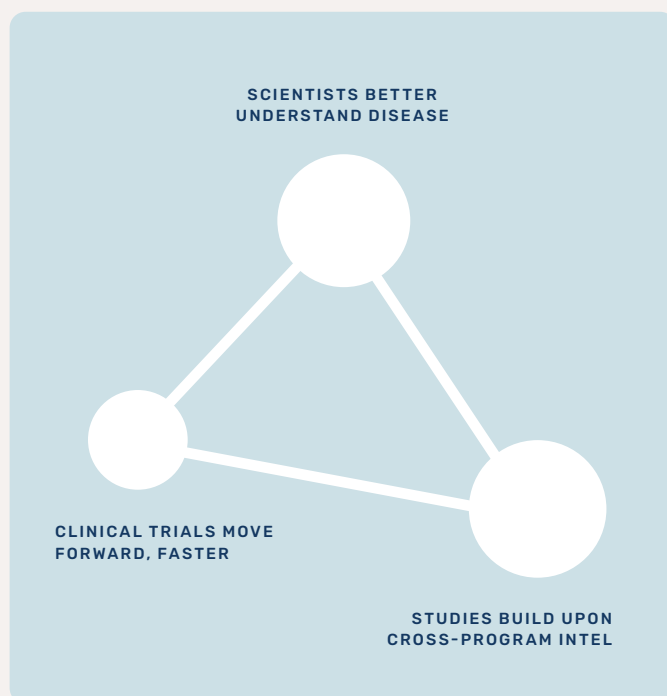 SCIENTISTS BETTER
UNDERSTAND DISEASE
CLINICAL TRIALS MOVE
FORWARD, FASTER
STUDIES BUILD UPON
CROSS-PROGRAM INTEL